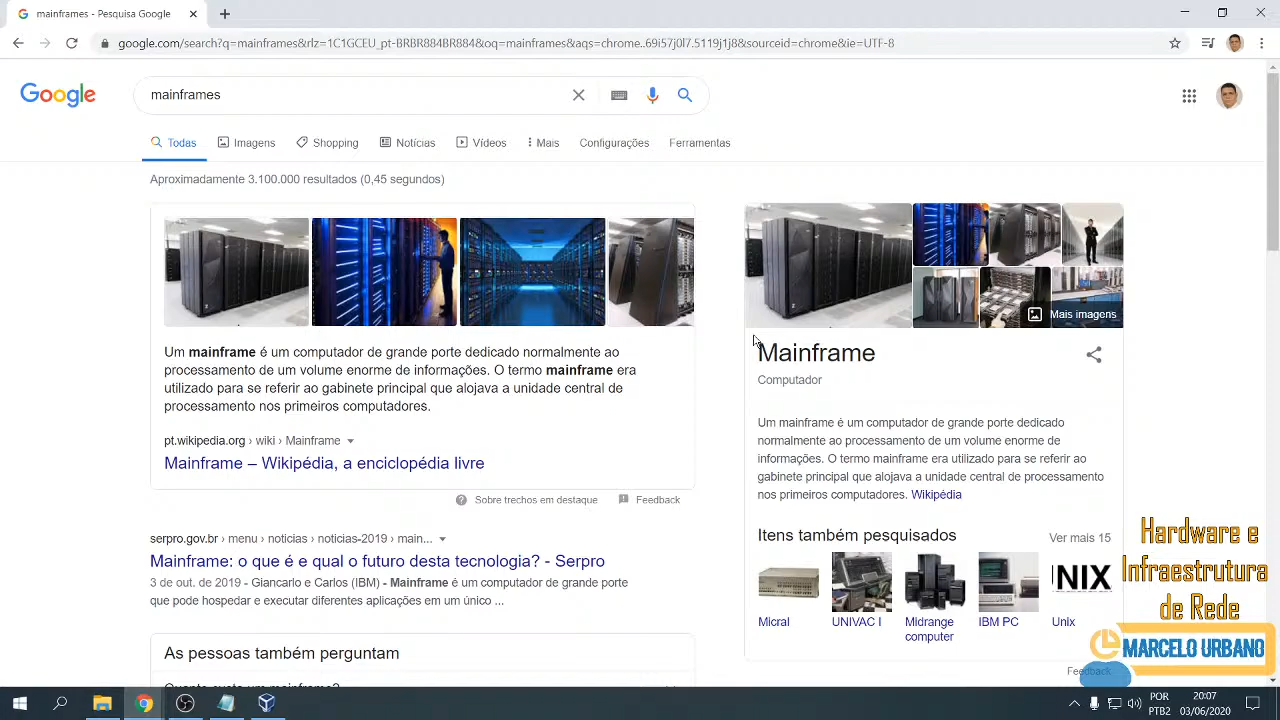 mainframes - Pesquisa Google
google.com/search?q=mainframes&rlz=1C1GCEU_pt-BRBR884BR884&oq=mainframes&aqs=chrome..69i57j0l7.5119j1j8&sourceid=chrome&ie=UTF-8
Google
mainframes
Todas Imagens Shopping Notícias Vídeos Mais Configurações Ferramentas
Aproximadamente 3.100.000 resultados (0,45 segundos)
Um mainframe é um computador de grande porte dedicado normalmente ao
processamento de um volume enorme de informações. O termo mainframe era
utilizado para se referir ao gabinete principal que alojava a unidade central de
processamento nos primeiros computadores.
pt.wikipedia.org › wiki › Mainframe
Mainframe – Wikipédia, a enciclopédia livre
Sobre trechos em destaque Feedback
serpro.gov.br › menu › noticias › noticias-2019 › main...
Mainframe: o que é e qual o futuro desta tecnologia? - Serpro
3 de out. de 2019 - Giancarlo e Carlos (IBM) - Mainframe é um computador de grande porte
que pode hospedar e executar diferentes aplicações em um único ...
As pessoas também perguntam
Mais imagens
Mainframe
Computador
Um mainframe é um computador de grande porte dedicado
normalmente ao processamento de um volume enorme de
informações. O termo mainframe era utilizado para se referir ao
gabinete principal que alojava a unidade central de processamento
nos primeiros computadores. Wikipédia
Itens também pesquisados Ver mais 15
UNIX
Micral UNIVAC I Midrange computer IBM PC Unix
Feedback
Hardware e
Infraestrutura
de Rede
MARCELO URBANO
POR
PTB2
20:07
03/06/2020